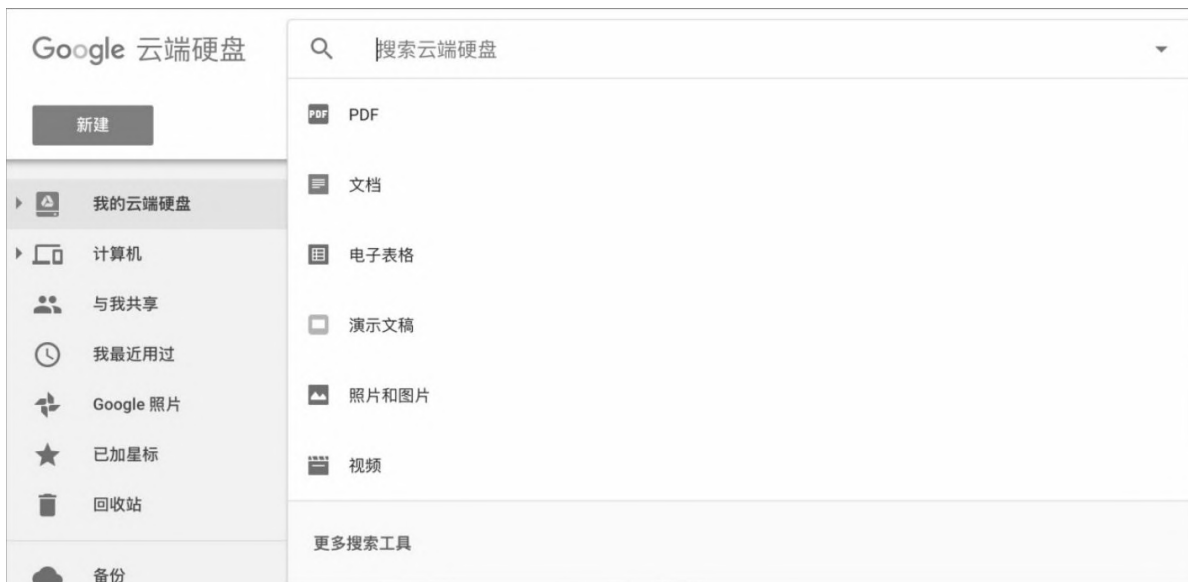 Google 云端硬盘
搜索云端硬盘
新建
PDF
PDF
文档
电子表格
演示文稿
照片和图片
视频
更多搜索工具
我的云端硬盘
计算机
与我共享
我最近用过
Google 照片
已加星标
回收站
备份